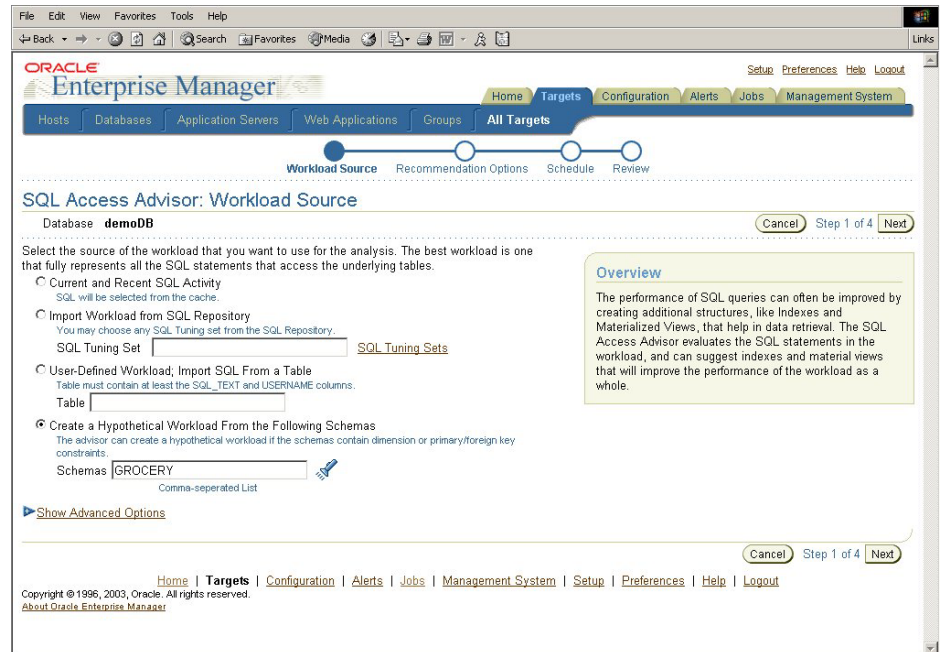 File Edit View Favorites Tools Help
Back Search Favorites Media Links
ORACLE
Enterprise Manager
Setup Preferences Help Logout
Home Targets Configuration Alerts Jobs Management System
Hosts Databases Application Servers Web Applications Groups All Targets
Workload Source Recommendation Options Schedule Review
SQL Access Advisor: Workload Source
Database demoDB
Cancel Step 1 of 4 Next
Select the source of the workload that you want to use for the analysis. The best workload is one
that fully represents all the SQL statements that access the underlying tables.
Current and Recent SQL Activity
SQL will be selected from the cache.
Import Workload from SQL Repository
You may choose any SQL Tuning set from the SQL Repository.
SQL Tuning Set SQL Tuning Sets
User-Defined Workload; Import SQL From a Table
Table must contain at least the SQL_TEXT and USERNAME columns.
Table
Create a Hypothetical Workload From the Following Schemas
The advisor can create a hypothetical workload if the schemas contain dimension or primary/foreign key
constraints.
Schemas GROCERY
Comma-seperated List
Show Advanced Options
Overview
The performance of SQL queries can often be improved by
creating additional structures, like Indexes and
Materialized Views, that help in data retrieval. The SQL
Access Advisor evaluates the SQL statements in the
workload, and can suggest indexes and material views
that will improve the performance of the workload as a
whole.
Cancel Step 1 of 4 Next
Home | Targets | Configuration | Alerts | Jobs | Management System | Setup | Preferences | Help | Logout
Copyright © 1996, 2003, Oracle. All rights reserved.
About Oracle Enterprise Manager